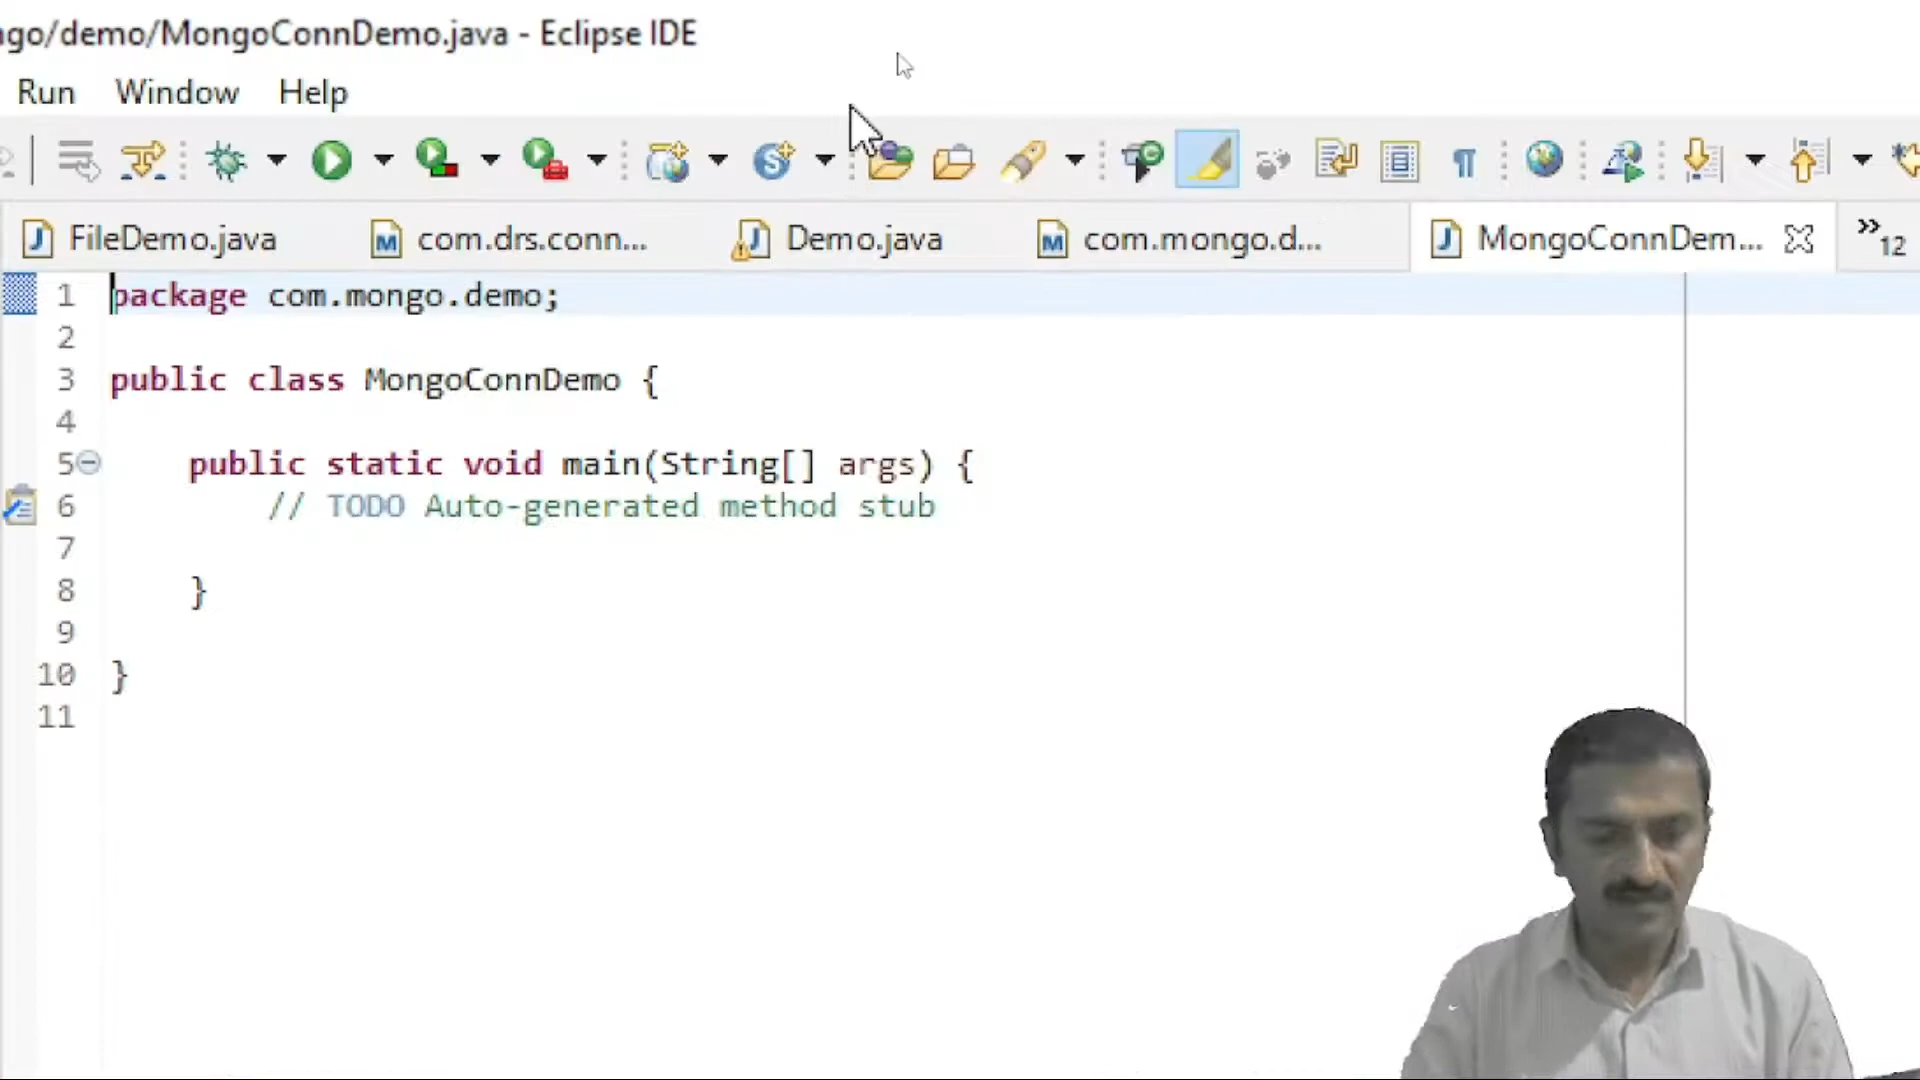 ngo/demo/MongoConnDemo.java - Eclipse IDE
Run Window Help
FileDemo.java com.drs.conn... Demo.java com.mongo.d... MongoConnDem... »12
1 package com.mongo.demo;
2
3 public class MongoConnDemo {
4
5 public static void main(String[] args) {
6 // TODO Auto-generated method stub
7
8 }
9
10 }
11